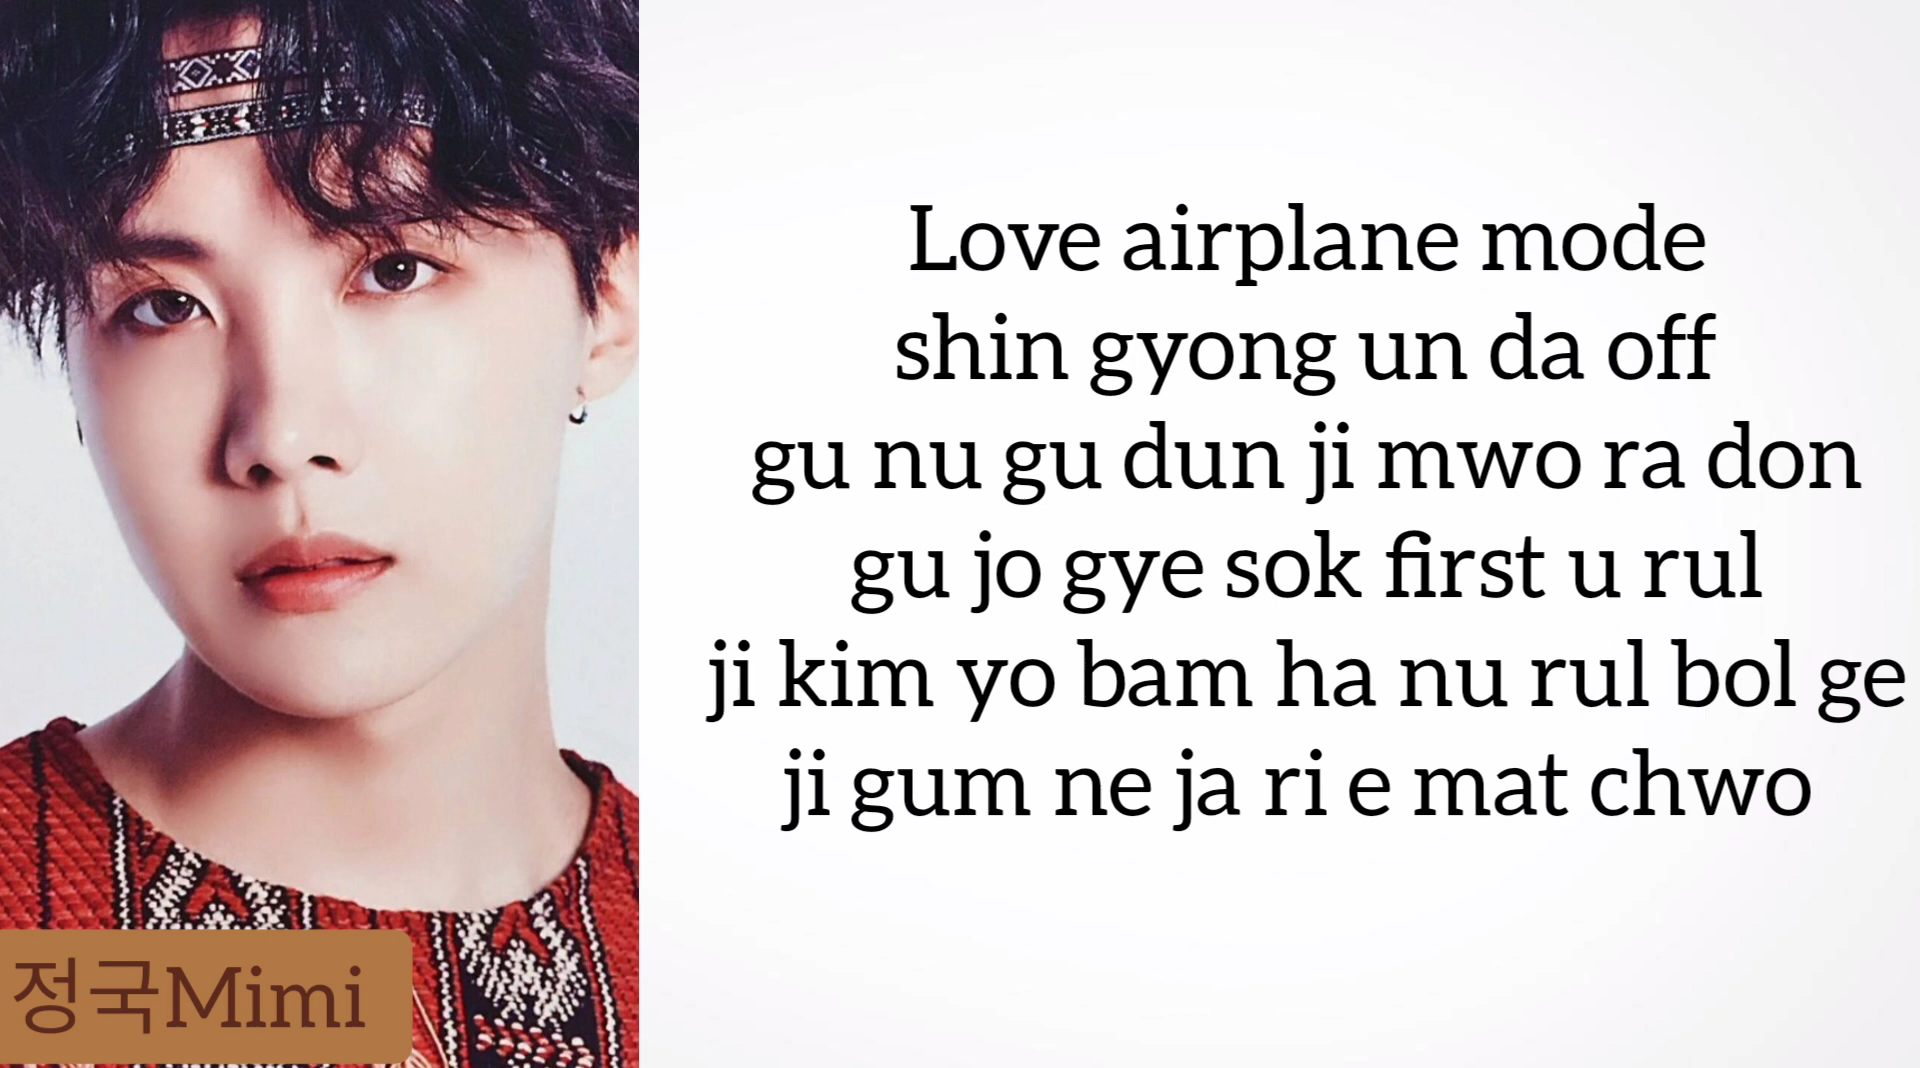 Love airplane mode
shin gyong un da off
gu nu gu dun ji mwo ra don
gu jo gye sok first u rul
ji kim yo bam ha nu rul bol ge
ji gum ne ja ri e mat chwo
정국Mimi